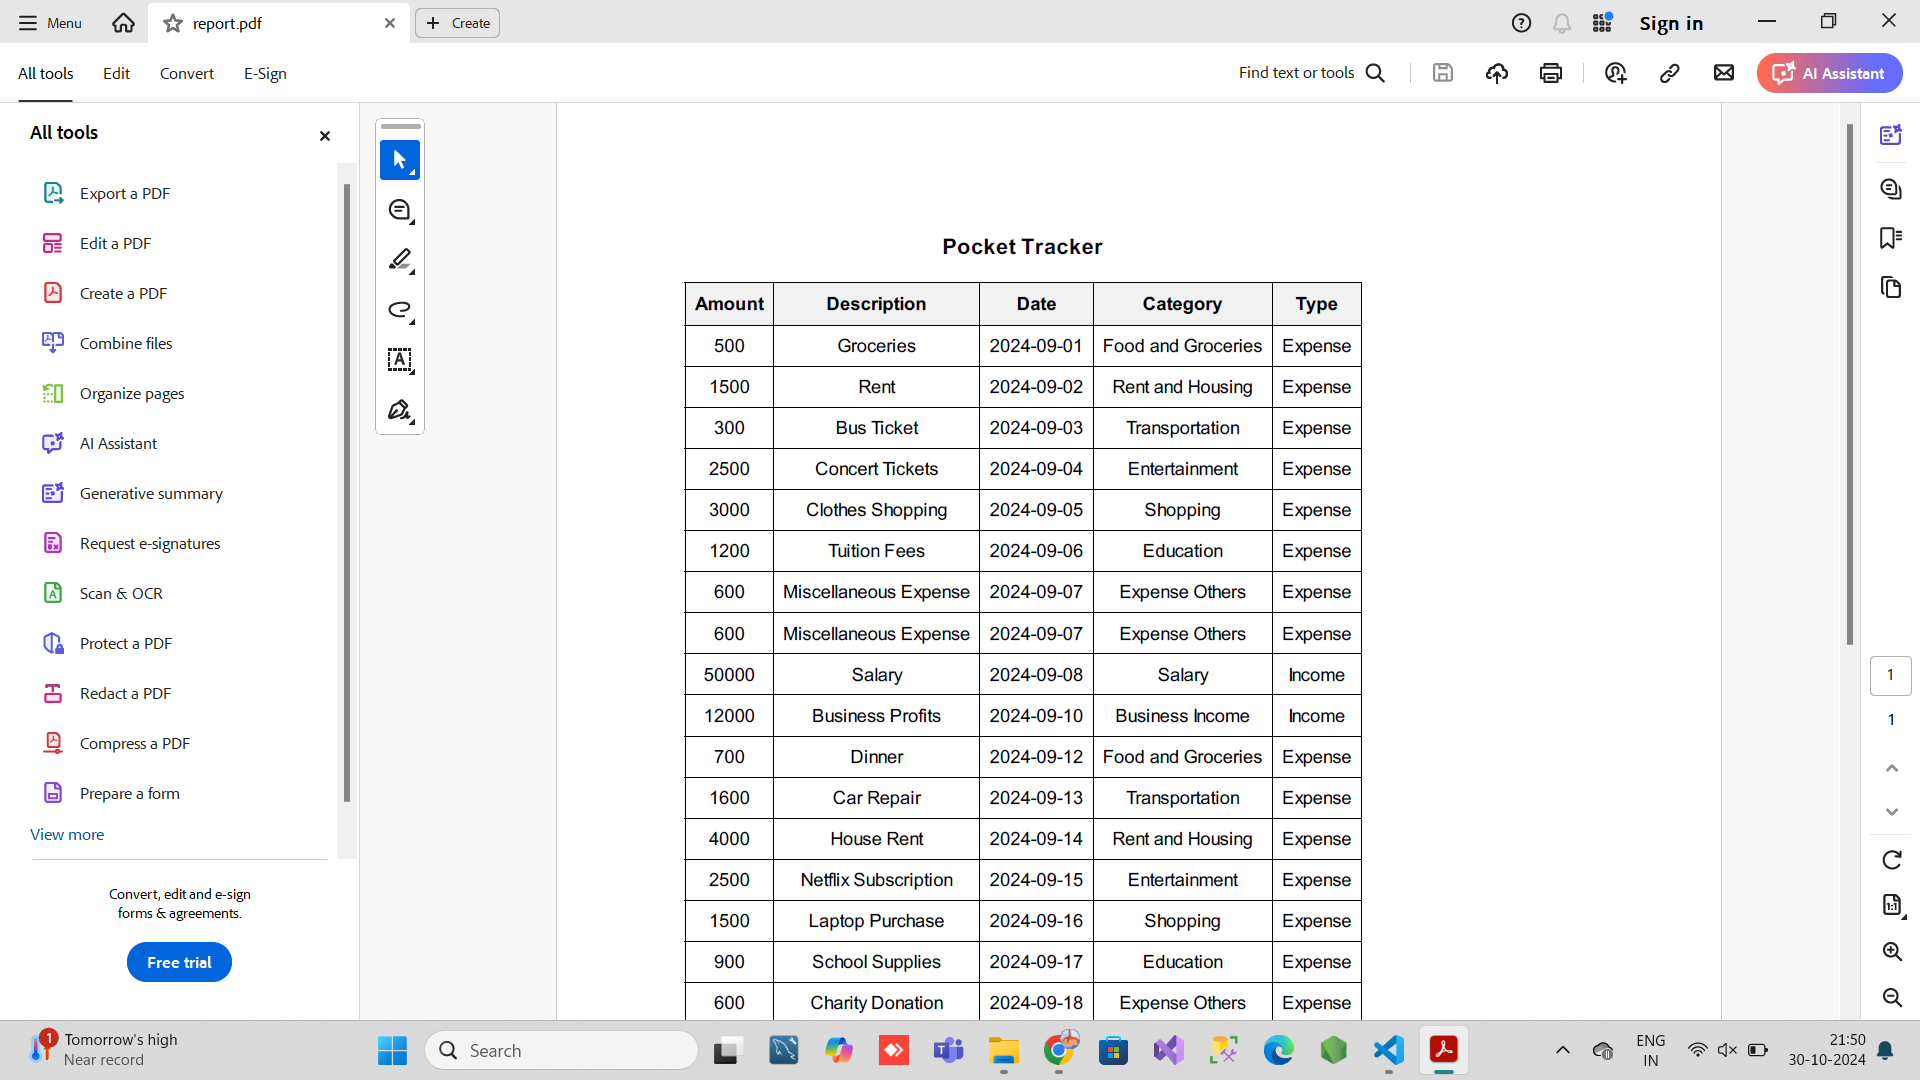 Menu
report.pdf
Create
Sign in
All tools
Edit
Convert
E-Sign
Find text or tools
AI Assistant
All tools
Export a PDF
Edit a PDF
Create a PDF
Combine files
Organize pages
AI Assistant
Generative summary
Request e-signatures
Scan & OCR
Protect a PDF
Redact a PDF
Compress a PDF
Prepare a form
View more
Convert, edit and e-sign
forms & agreements.
Free trial
Pocket Tracker
Amount Description Date Category Type
500 Groceries 2024-09-01 Food and Groceries Expense
1500 Rent 2024-09-02 Rent and Housing Expense
300 Bus Ticket 2024-09-03 Transportation Expense
2500 Concert Tickets 2024-09-04 Entertainment Expense
3000 Clothes Shopping 2024-09-05 Shopping Expense
1200 Tuition Fees 2024-09-06 Education Expense
600 Miscellaneous Expense 2024-09-07 Expense Others Expense
600 Miscellaneous Expense 2024-09-07 Expense Others Expense
50000 Salary 2024-09-08 Salary Income
12000 Business Profits 2024-09-10 Business Income Income
700 Dinner 2024-09-12 Food and Groceries Expense
1600 Car Repair 2024-09-13 Transportation Expense
4000 House Rent 2024-09-14 Rent and Housing Expense
2500 Netflix Subscription 2024-09-15 Entertainment Expense
1500 Laptop Purchase 2024-09-16 Shopping Expense
900 School Supplies 2024-09-17 Education Expense
600 Charity Donation 2024-09-18 Expense Others Expense
1
1
1:1
1
Tomorrow's high
Near record
Search
ENG
IN
21:50
30-10-2024